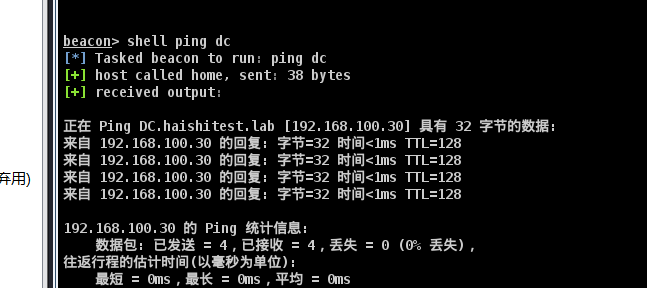 beacon> shell ping dc
[*] Tasked beacon to run: ping dc
[+] host called home, sent: 38 bytes
[+] received output:
正在 Ping DC.haishitest.lab [192.168.100.30] 具有 32 字节的数据:
来自 192.168.100.30 的回复: 字节=32 时间<1ms TTL=128
来自 192.168.100.30 的回复: 字节=32 时间<1ms TTL=128
弃用)
来自 192.168.100.30 的回复: 字节=32 时间<1ms TTL=128
来自 192.168.100.30 的回复: 字节=32 时间<1ms TTL=128
192.168.100.30 的 Ping 统计信息:
数据包: 已发送 = 4，已接收 = 4，丢失 = 0 (0% 丢失)，
往返行程的估计时间(以毫秒为单位):
最短 = 0ms，最长 = 0ms，平均 = 0ms